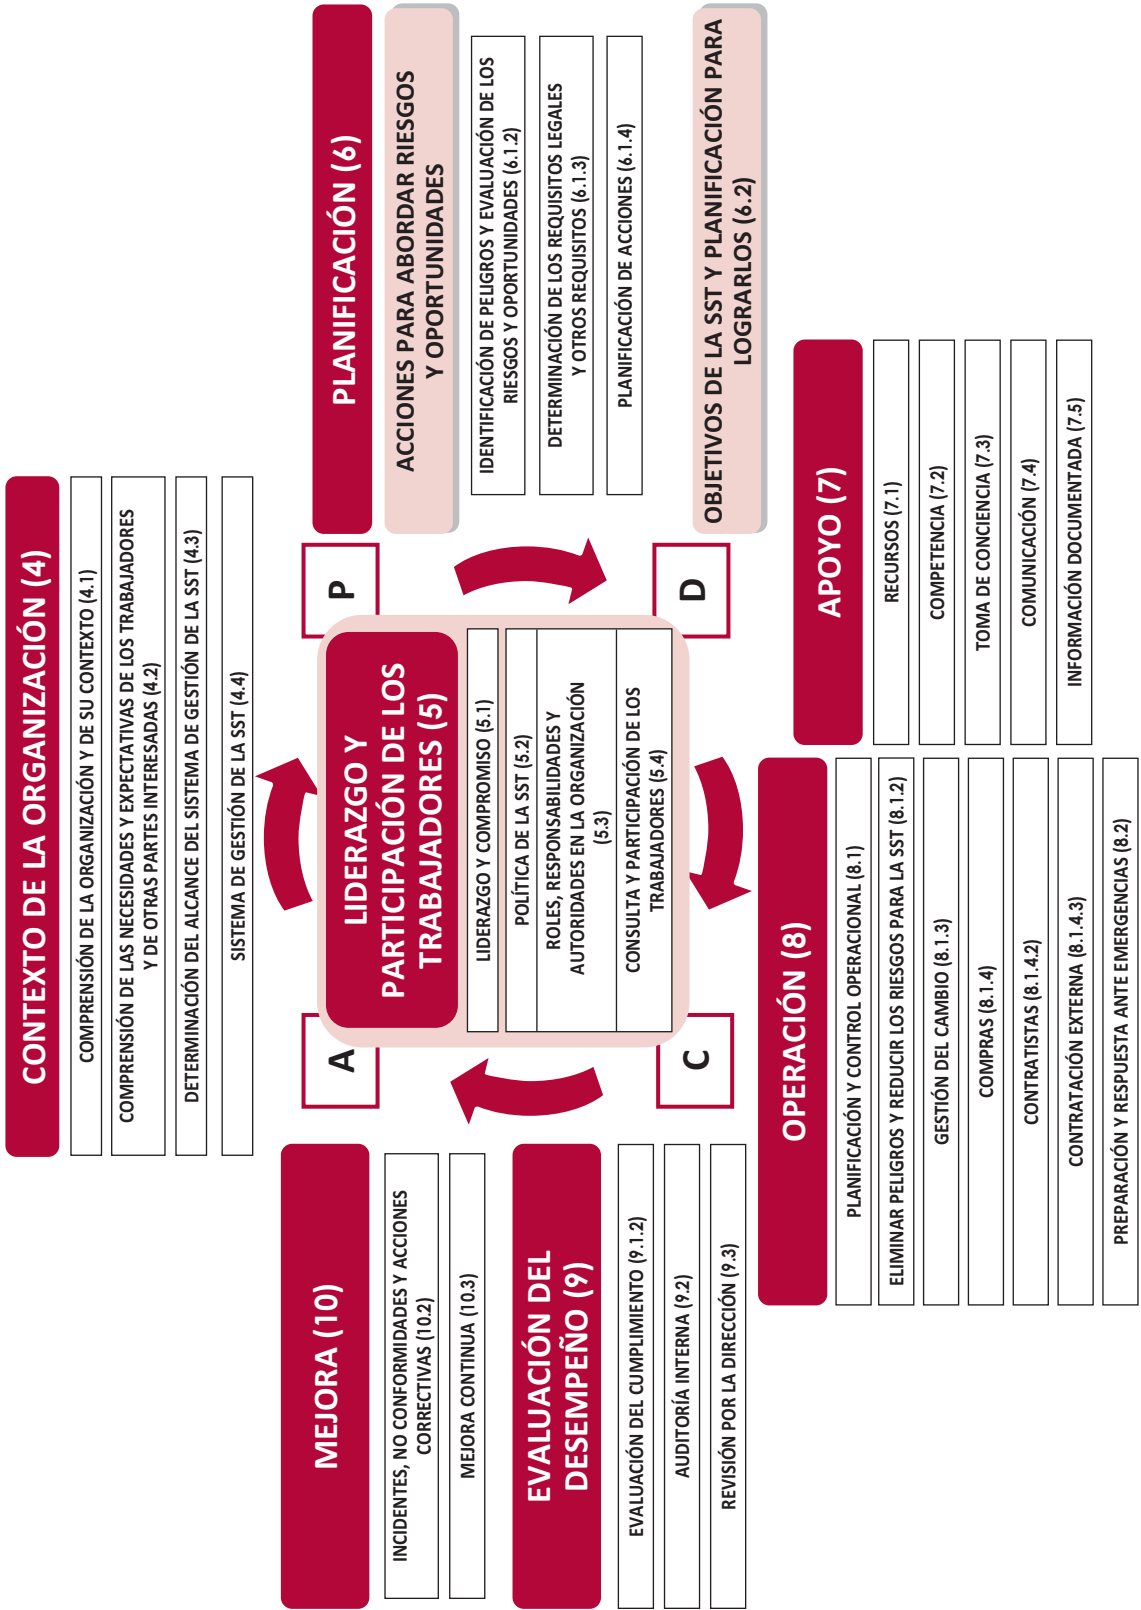 CONTEXTO DE LA ORGANIZACIÓN (4)
COMPRENSIÓN DE LA ORGANIZACIÓN Y DE SU CONTEXTO (4.1)
COMPRENSIÓN DE LAS NECESIDADES Y EXPECTATIVAS DE LOS TRABAJADORES
Y DE OTRAS PARTES INTERESADAS (4.2)
DETERMINACIÓN DEL ALCANCE DEL SISTEMA DE GESTIÓN DE LA SST (4.3)
SISTEMA DE GESTIÓN DE LA SST (4.4)
MEJORA (10)
INCIDENTES, NO CONFORMIDADES Y ACCIONES
CORRECTIVAS (10.2)
MEJORA CONTINUA (10.3)
EVALUACIÓN DEL
DESEMPEÑO (9)
EVALUACIÓN DEL CUMPLIMIENTO (9.1.2)
AUDITORÍA INTERNA (9.2)
REVISIÓN POR LA DIRECCIÓN (9.3)
A
P
LIDERAZGO Y
PARTICIPACIÓN DE LOS
TRABAJADORES (5)
LIDERAZGO Y COMPROMISO (5.1)
POLÍTICA DE LA SST (5.2)
ROLES, RESPONSABILIDADES Y
AUTORIDADES EN LA ORGANIZACIÓN
(5.3)
CONSULTA Y PARTICIPACIÓN DE LOS
TRABAJADORES (5.4)
C
D
PLANIFICACIÓN (6)
ACCIONES PARA ABORDAR RIESGOS
Y OPORTUNIDADES
IDENTIFICACIÓN DE PELIGROS Y EVALUACIÓN DE LOS
RIESGOS Y OPORTUNIDADES (6.1.2)
DETERMINACIÓN DE LOS REQUISITOS LEGALES
Y OTROS REQUISITOS (6.1.3)
PLANIFICACIÓN DE ACCIONES (6.1.4)
OBJETIVOS DE LA SST Y PLANIFICACIÓN PARA
LOGRARLOS (6.2)
OPERACIÓN (8)
PLANIFICACIÓN Y CONTROL OPERACIONAL (8.1)
ELIMINAR PELIGROS Y REDUCIR LOS RIESGOS PARA LA SST (8.1.2)
GESTIÓN DEL CAMBIO (8.1.3)
COMPRAS (8.1.4)
CONTRATISTAS (8.1.4.2)
CONTRATACIÓN EXTERNA (8.1.4.3)
PREPARACIÓN Y RESPUESTA ANTE EMERGENCIAS (8.2)
APOYO (7)
RECURSOS (7.1)
COMPETENCIA (7.2)
TOMA DE CONCIENCIA (7.3)
COMUNICACIÓN (7.4)
INFORMACIÓN DOCUMENTADA (7.5)